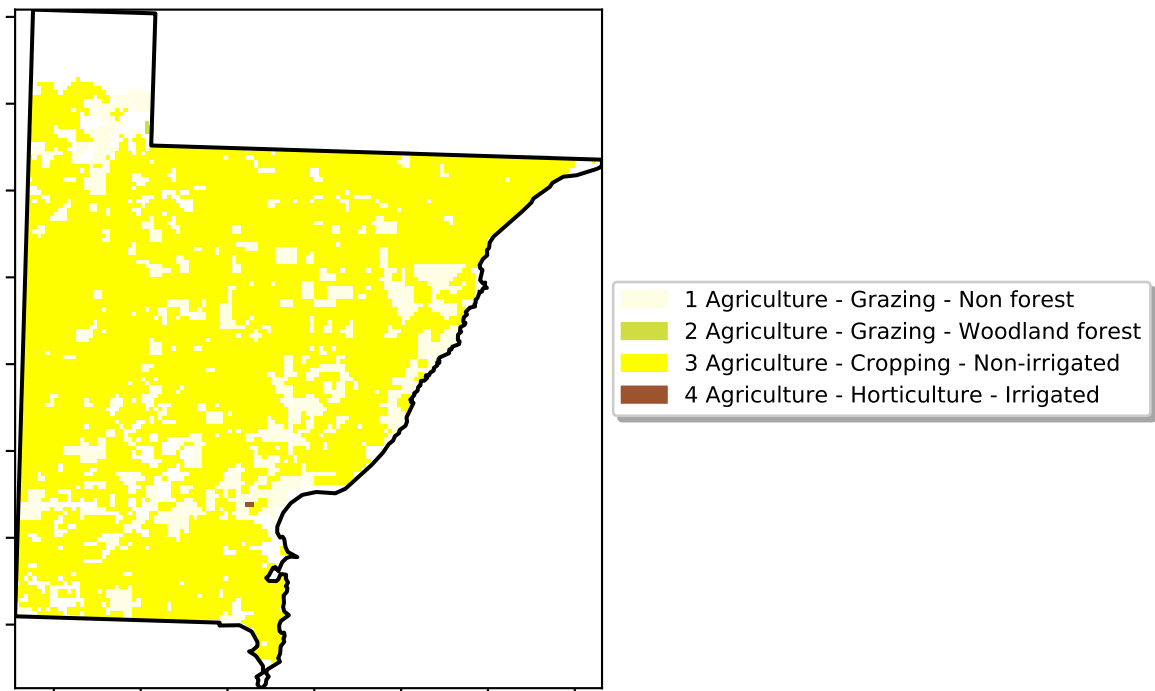 1 Agriculture - Grazing - Non forest
2 Agriculture - Grazing - Woodland forest
3 Agriculture - Cropping - Non-irrigated
4 Agriculture - Horticulture - Irrigated